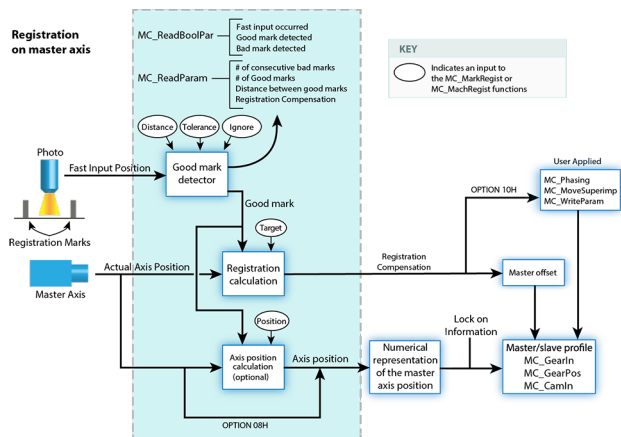 Registration
on master axis
MC_ReadBoolPar
Fast input occurred
Good mark detected
Bad mark detected
MC_ReadParam
# of consecutive bad marks
# of Good marks
Distance between good marks
Registration Compensation
KEY
Indicates an input to
the MC_MarkRegist or
MC_MachRegist functions
Distance
Tolerance
Ignore
Photo
Fast Input Position
Good mark
detector
User Applied
MC_Phasing
MC_MoveSuperimp
MC_WriteParam
OPTION 10H
Good mark
Registration Marks
Target
Actual Axis Position
Registration
calculation
Registration
Compensation
Master offset
Master Axis
Position
Lock on
Information
Axis position
calculation
(optional)
Axis position
Numerical
representation
of the master
axis position
Master/slave profile
MC_GearIn
MC_GearPos
MC_CamIn
OPTION 08H